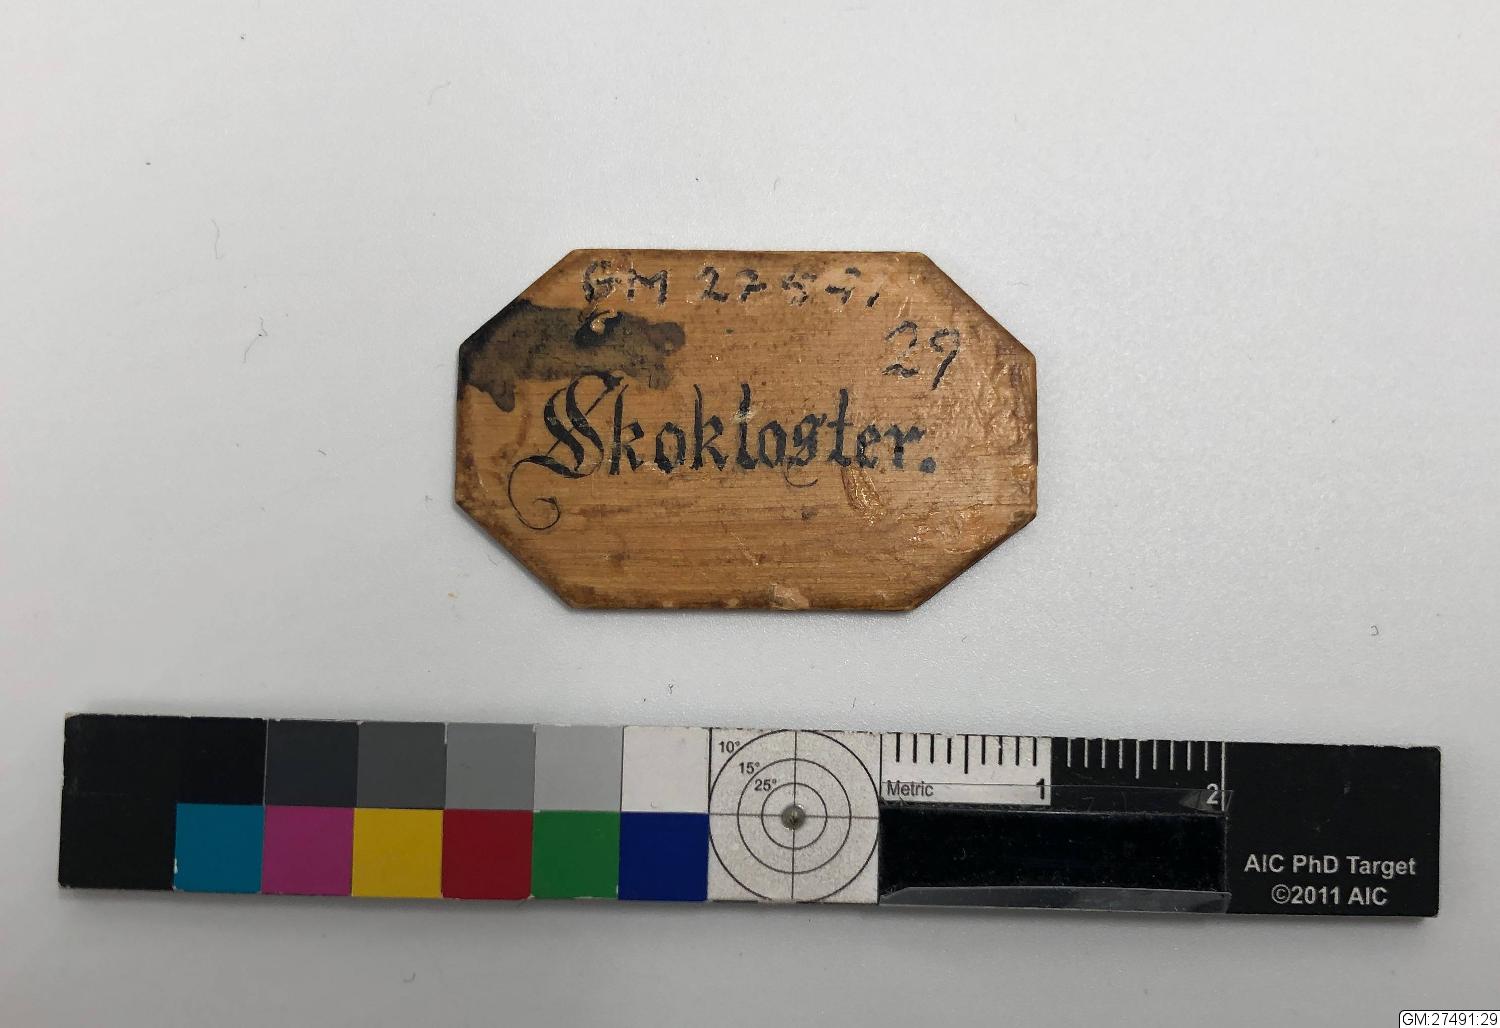 GM 27491
29
Skokloster.
10°
15°
25°
Metric
1
2
AIC PhD Target
©2011 AIC
GM:27491:29